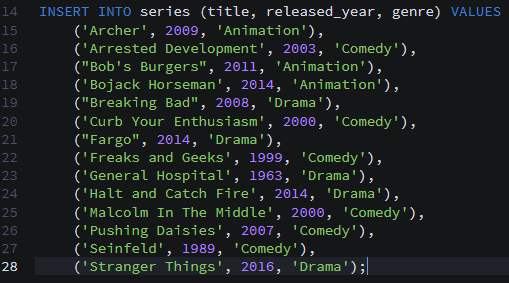 14 INSERT INTO series (title, released_year, genre) VALUES
15 ('Archer', 2009, 'Animation'),
16 ('Arrested Development', 2003, 'Comedy'),
17 ("Bob's Burgers", 2011, 'Animation'),
18 ('Bojack Horseman', 2014, 'Animation'),
19 ("Breaking Bad", 2008, 'Drama'),
20 ('Curb Your Enthusiasm', 2000, 'Comedy'),
21 ("Fargo", 2014, 'Drama'),
22 ('Freaks and Geeks', 1999, 'Comedy'),
23 ('General Hospital', 1963, 'Drama'),
24 ('Halt and Catch Fire', 2014, 'Drama'),
25 ('Malcolm In The Middle', 2000, 'Comedy'),
26 ('Pushing Daisies', 2007, 'Comedy'),
27 ('Seinfeld', 1989, 'Comedy'),
28 ('Stranger Things', 2016, 'Drama');